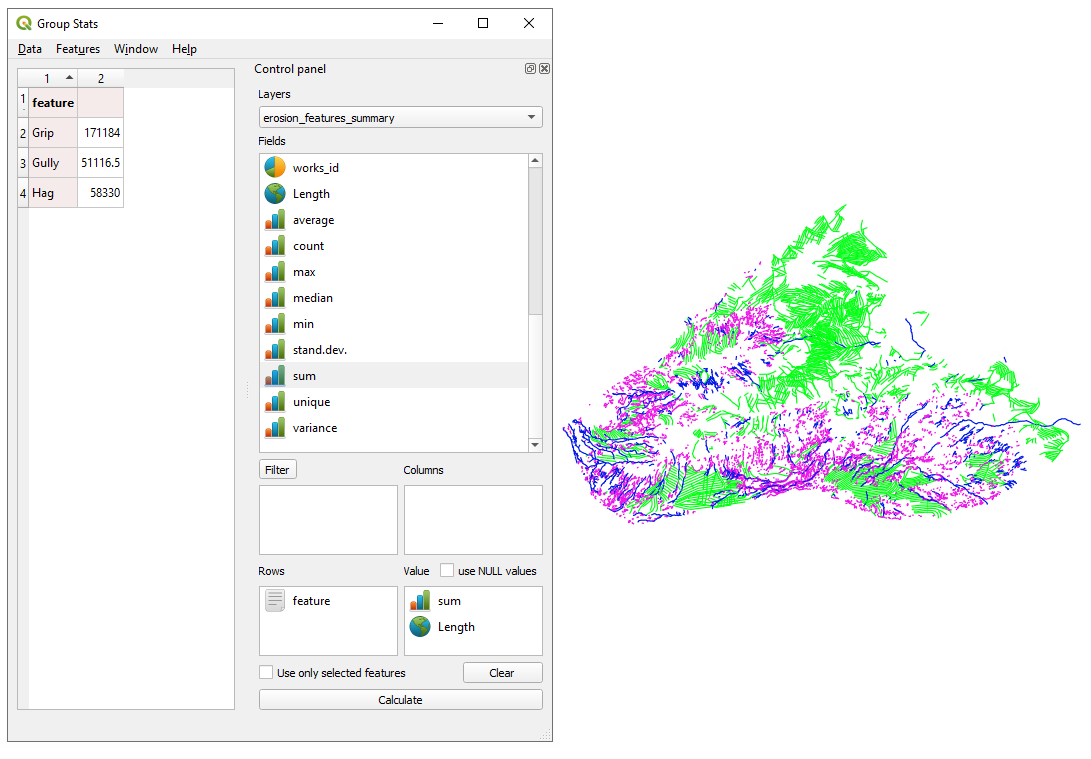 Group Stats
Data Features Window Help
1 2
1 feature
2 Grip 171184
3 Gully 51116.5
4 Hag 58330
Control panel
Layers
erosion_features_summary
Fields
works_id
Length
average
count
max
median
min
stand.dev.
sum
unique
variance
Filter Columns
Rows Value use NULL values
feature sum
Length
Use only selected features Clear
Calculate